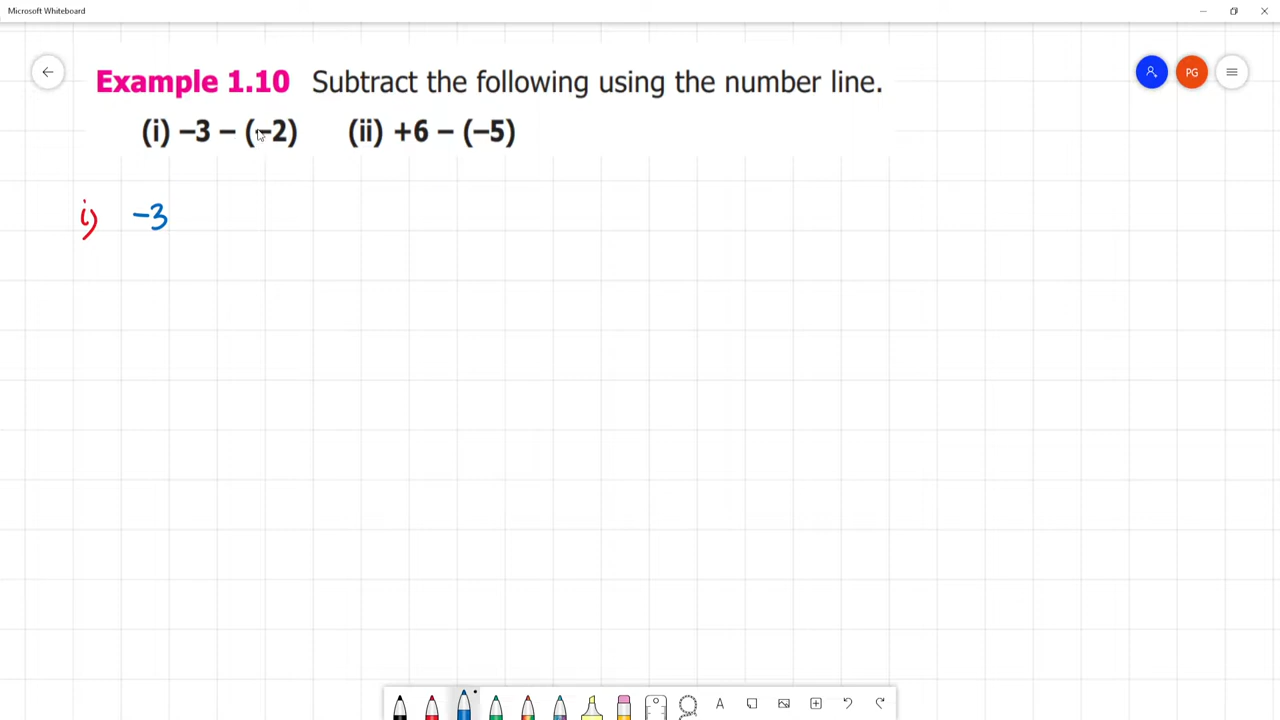 Microsoft Whiteboard
Example 1.10 Subtract the following using the number line.
(i) –3 – (–2) (ii) +6 – (–5)
PG
i) -3
A